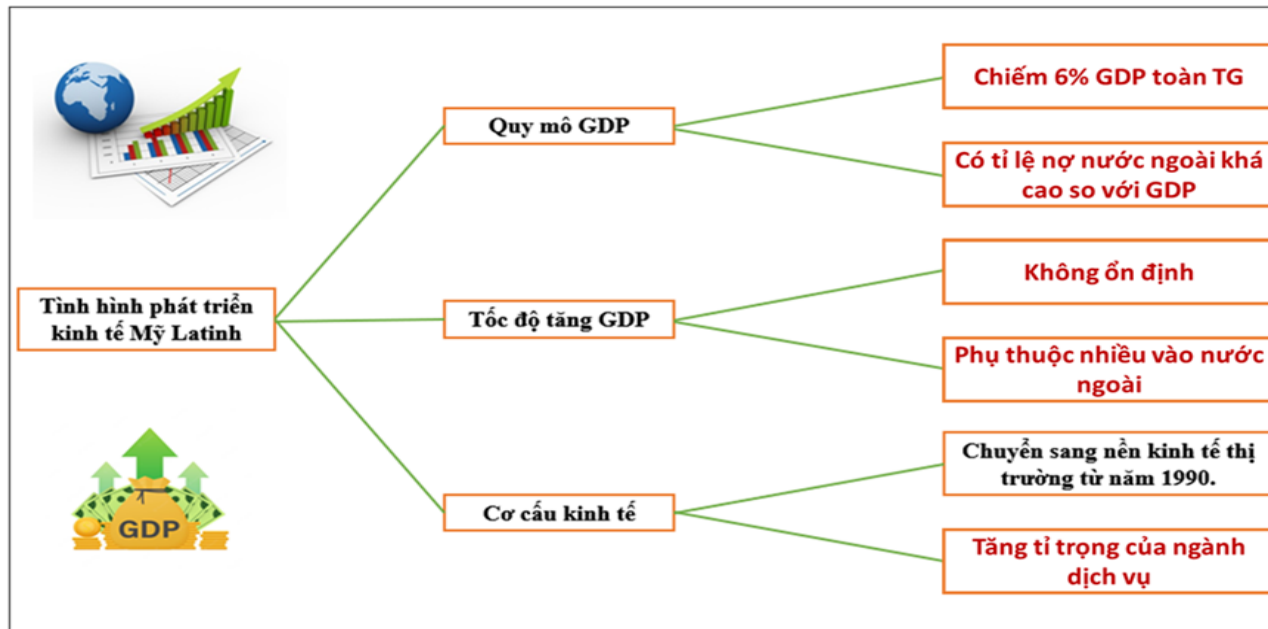 Chiếm 6% GDP toàn TG
Quy mô GDP
Có tỉ lệ nợ nước ngoài khá
cao so với GDP
Không ổn định
Tình hình phát triển
kinh tế Mỹ Latinh
Tốc độ tăng GDP
Phụ thuộc nhiều vào nước
ngoài
Chuyển sang nền kinh tế thị
trường từ năm 1990.
Cơ cấu kinh tế
GDP
Tăng tỉ trọng của ngành
dịch vụ